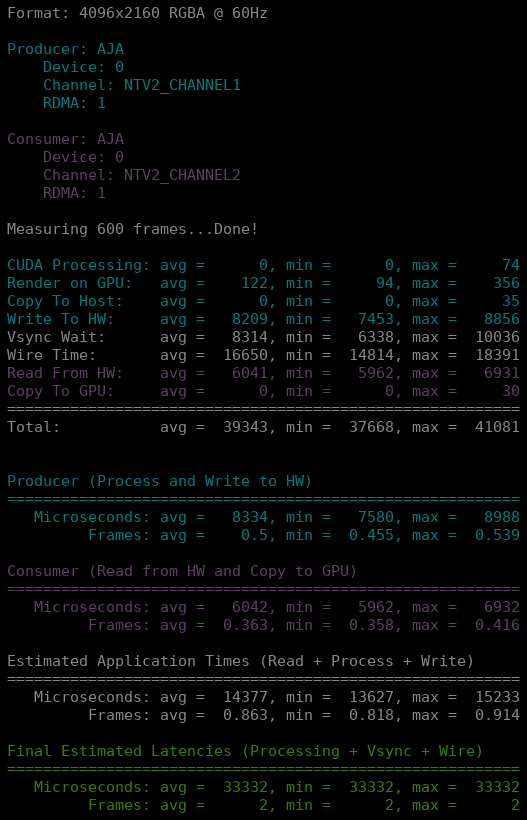 Format: 4096x2160 RGBA @ 60Hz

Producer: AJA
    Device: 0
    Channel: NTV2_CHANNEL1
    RDMA: 1

Consumer: AJA
    Device: 0
    Channel: NTV2_CHANNEL2
    RDMA: 1

Measuring 600 frames...Done!

CUDA Processing: avg =      0, min =      0, max =     74
Render on GPU:   avg =    122, min =     94, max =    356
Copy To Host:    avg =      0, min =      0, max =     35
Write To HW:     avg =   8209, min =   7453, max =   8856
Vsync Wait:      avg =   8314, min =   6338, max =  10036
Wire Time:       avg =  16650, min =  14814, max =  18391
Read From HW:    avg =   6041, min =   5962, max =   6931
Copy To GPU:     avg =      0, min =      0, max =     30
=========================================================
Total:           avg =  39343, min =  37668, max =  41081

Producer (Process and Write to HW)
=========================================================
   Microseconds: avg =   8334, min =   7580, max =   8988
         Frames: avg =    0.5, min =  0.455, max =  0.539

Consumer (Read from HW and Copy to GPU)
=========================================================
   Microseconds: avg =   6042, min =   5962, max =   6932
         Frames: avg =  0.363, min =  0.358, max =  0.416

Estimated Application Times (Read + Process + Write)
=========================================================
   Microseconds: avg =  14377, min =  13627, max =  15233
         Frames: avg =  0.863, min =  0.818, max =  0.914

Final Estimated Latencies (Processing + Vsync + Wire)
=========================================================
   Microseconds: avg =  33332, min =  33332, max =  33332
         Frames: avg =      2, min =      2, max =      2